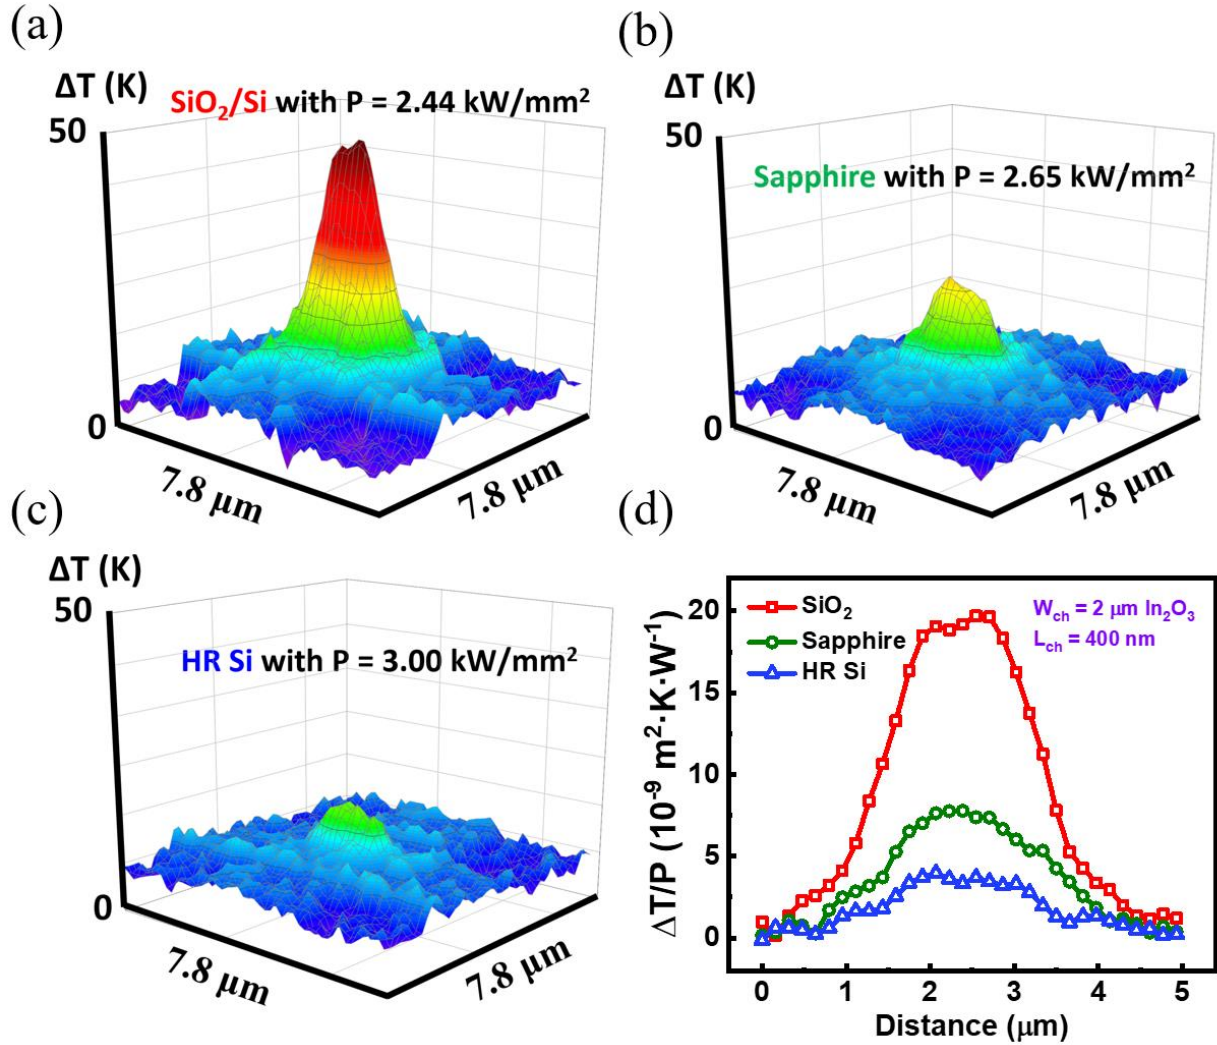 (a)
ΔT (K)
SiO₂/Si with P = 2.44 kW/mm²
50
0
7.8 μm
7.8 μm
(b)
ΔT (K)
50
Sapphire with P = 2.65 kW/mm²
0
7.8 μm
7.8 μm
(c)
ΔT (K)
50
HR Si with P = 3.00 kW/mm²
0
7.8 μm
7.8 μm
(d)
SiO₂
Sapphire
HR Si
W_ch = 2 μm In₂O₃
L_ch = 400 nm
ΔT/P (10⁻⁹ m²·K·W⁻¹)
20
15
10
5
0
0 1 2 3 4 5
Distance (μm)